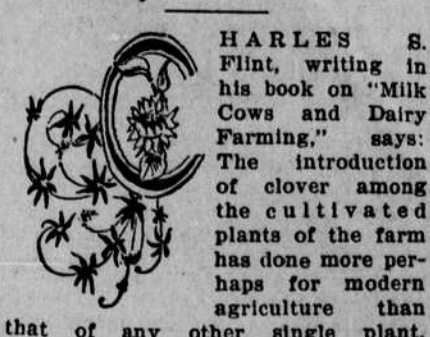 CHARLES S.
Flint, writing in
his book on "Milk
Cows and Dairy
Farming," says:
The introduction
of clover among
the cultivated
plants of the farm
has done more per-
haps for modern
agriculture than
that of any other single plant.